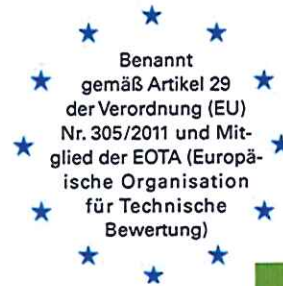 Benannt
gemäß Artikel 29
der Verordnung (EU)
Nr. 305/2011 und Mit-
glied der EOTA (Europä-
ische Organisation
für Technische
Bewertung)